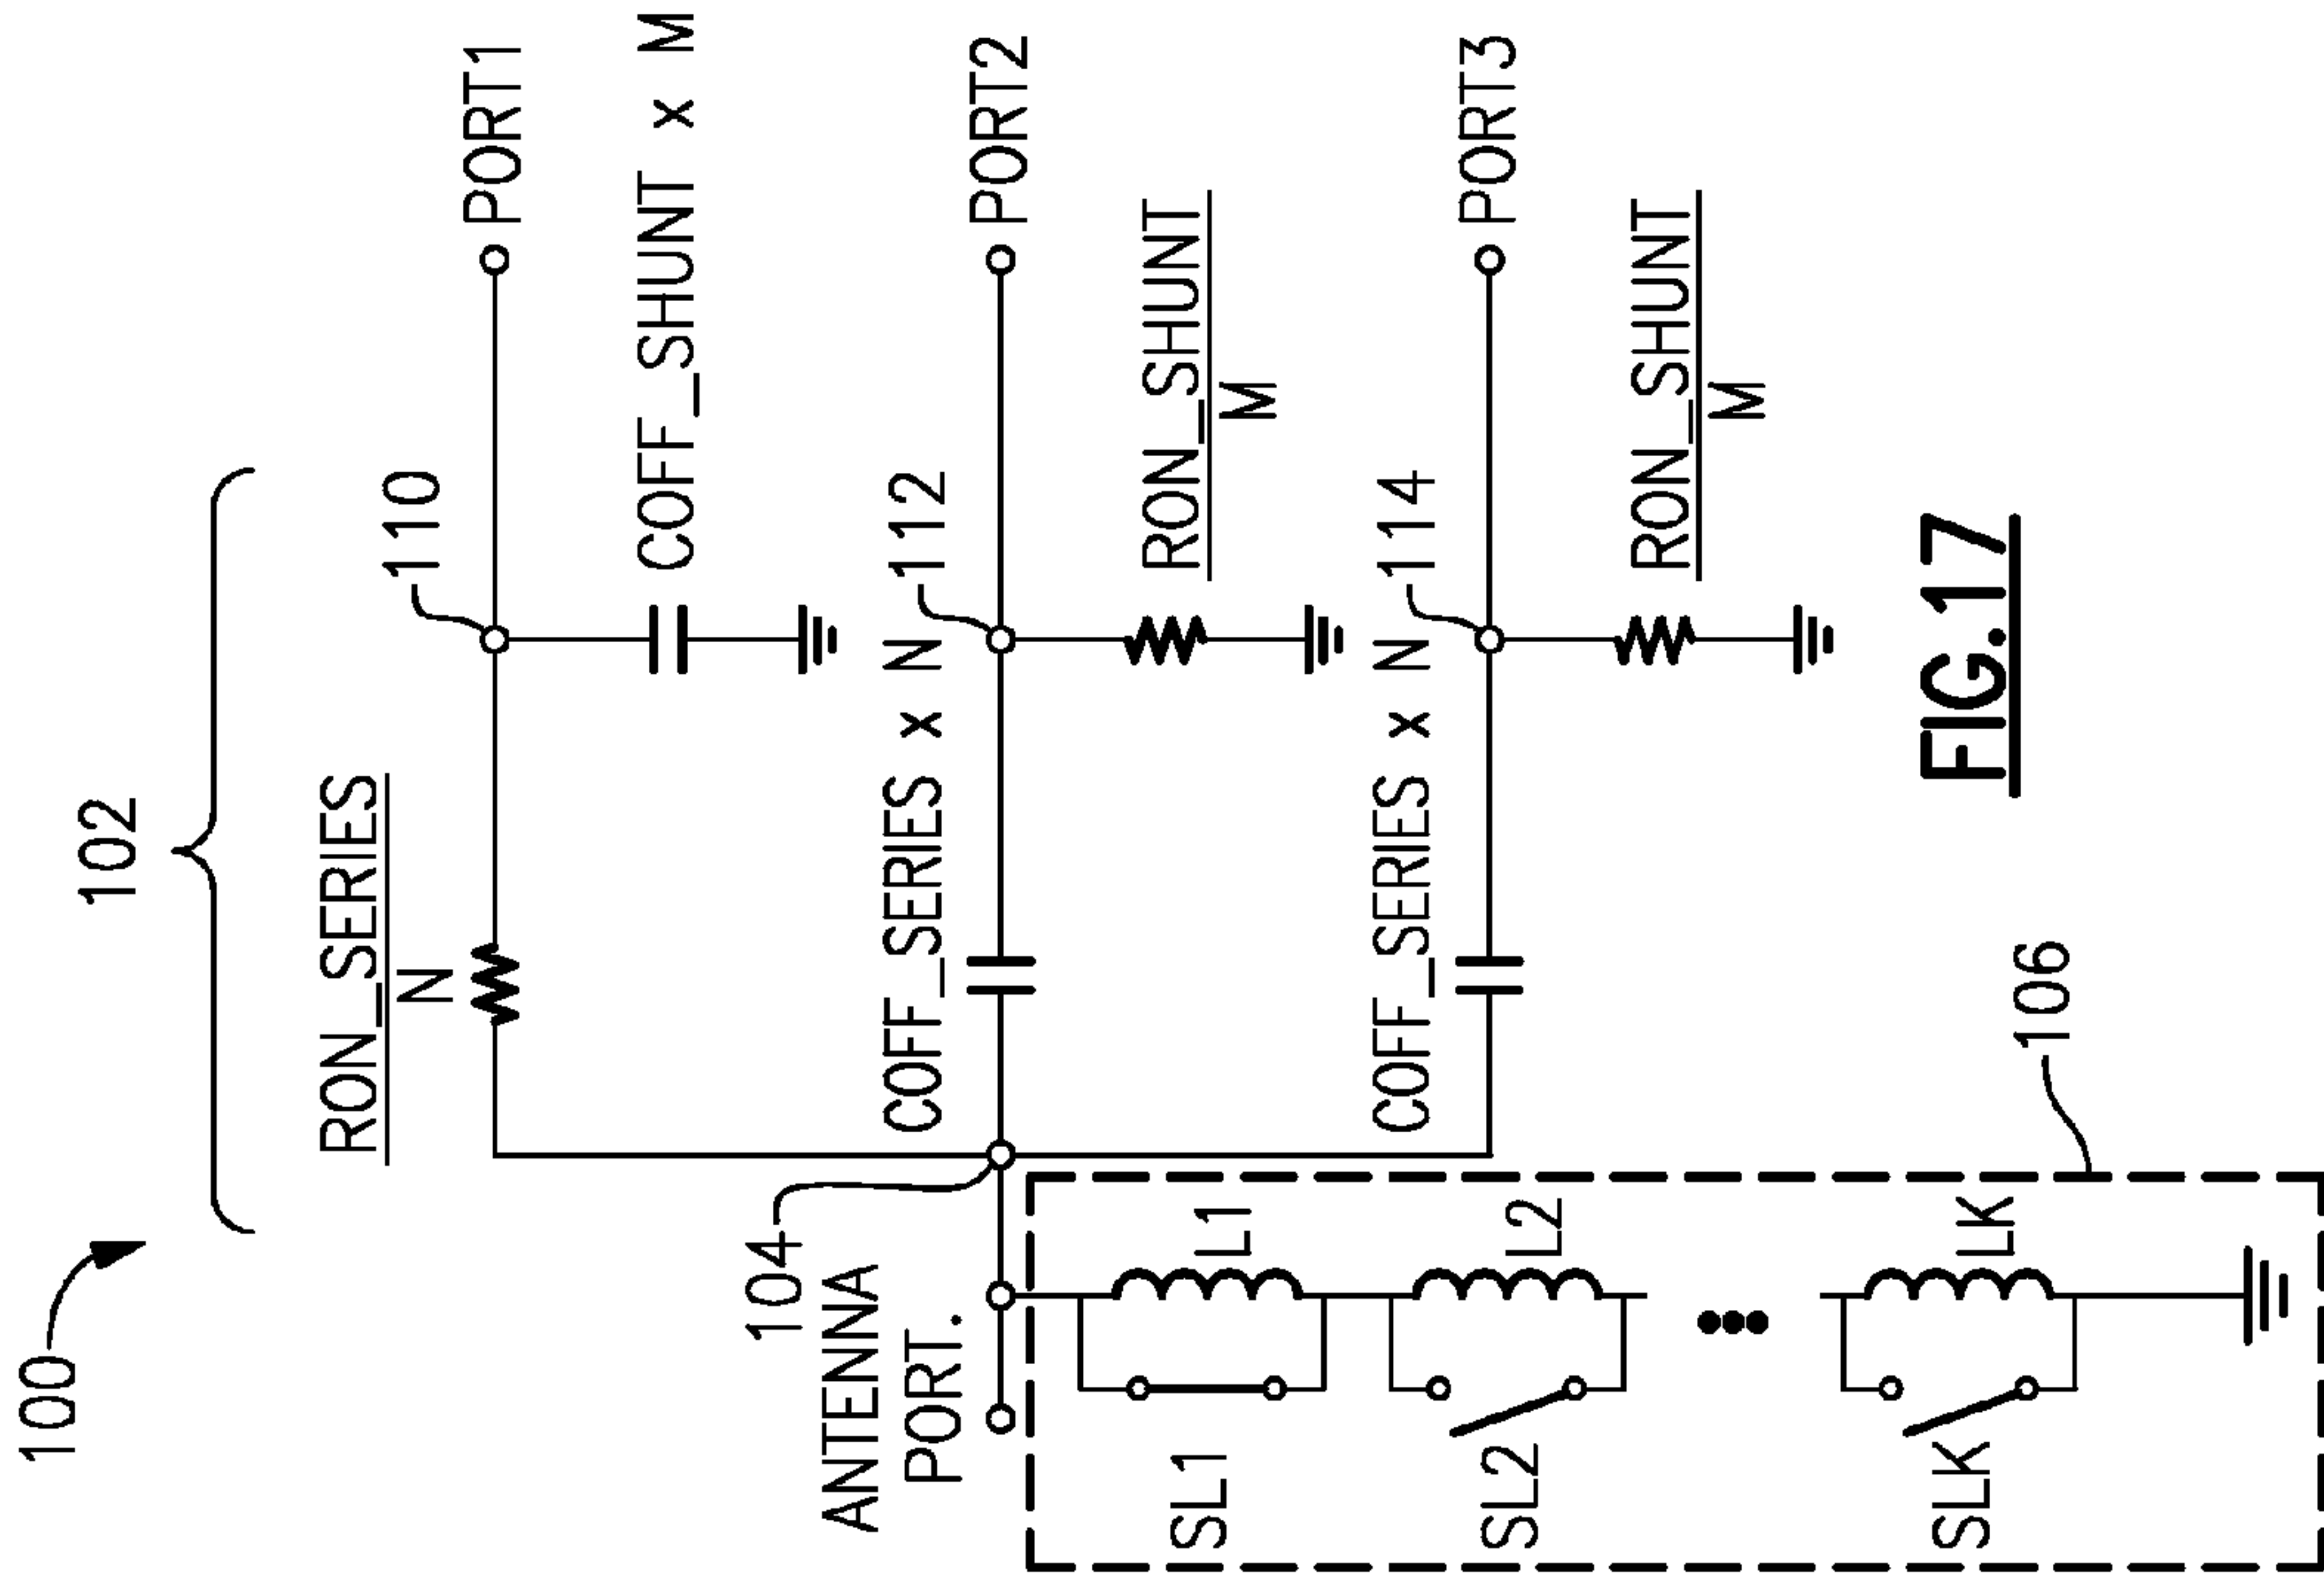 100
102
RON_SERIES
N
110
PORT1
COFF_SHUNT x M
104
ANTENNA
PORT.
COFF_SERIES x N
112
PORT2
RON_SHUNT
M
COFF_SERIES x N
114
PORT3
RON_SHUNT
M
SL1
L1
SL2
L2
SLK
LK
106
FIG.17